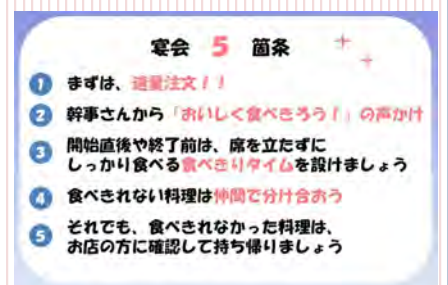 宴会 5 箇条
1 まずは、適量注文!!
2 幹事さんから「おいしく食べきろう!」の声かけ
3 開始直後や終了前は、席を立たずに
しっかり食べる食べきりタイムを設けましょう
4 食べきれない料理は仲間で分け合おう
5 それでも、食べきれなかった料理は、
お店の方に確認して持ち帰りましょう